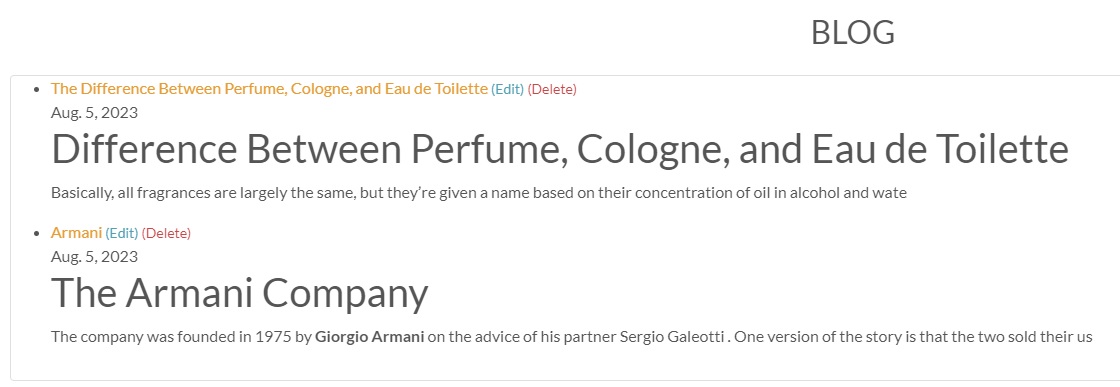 BLOG
The Difference Between Perfume, Cologne, and Eau de Toilette (Edit) (Delete)
Aug. 5, 2023
Difference Between Perfume, Cologne, and Eau de Toilette
Basically, all fragrances are largely the same, but they’re given a name based on their concentration of oil in alcohol and wate
Armani (Edit) (Delete)
Aug. 5, 2023
The Armani Company
The company was founded in 1975 by Giorgio Armani on the advice of his partner Sergio Galeotti . One version of the story is that the two sold their us